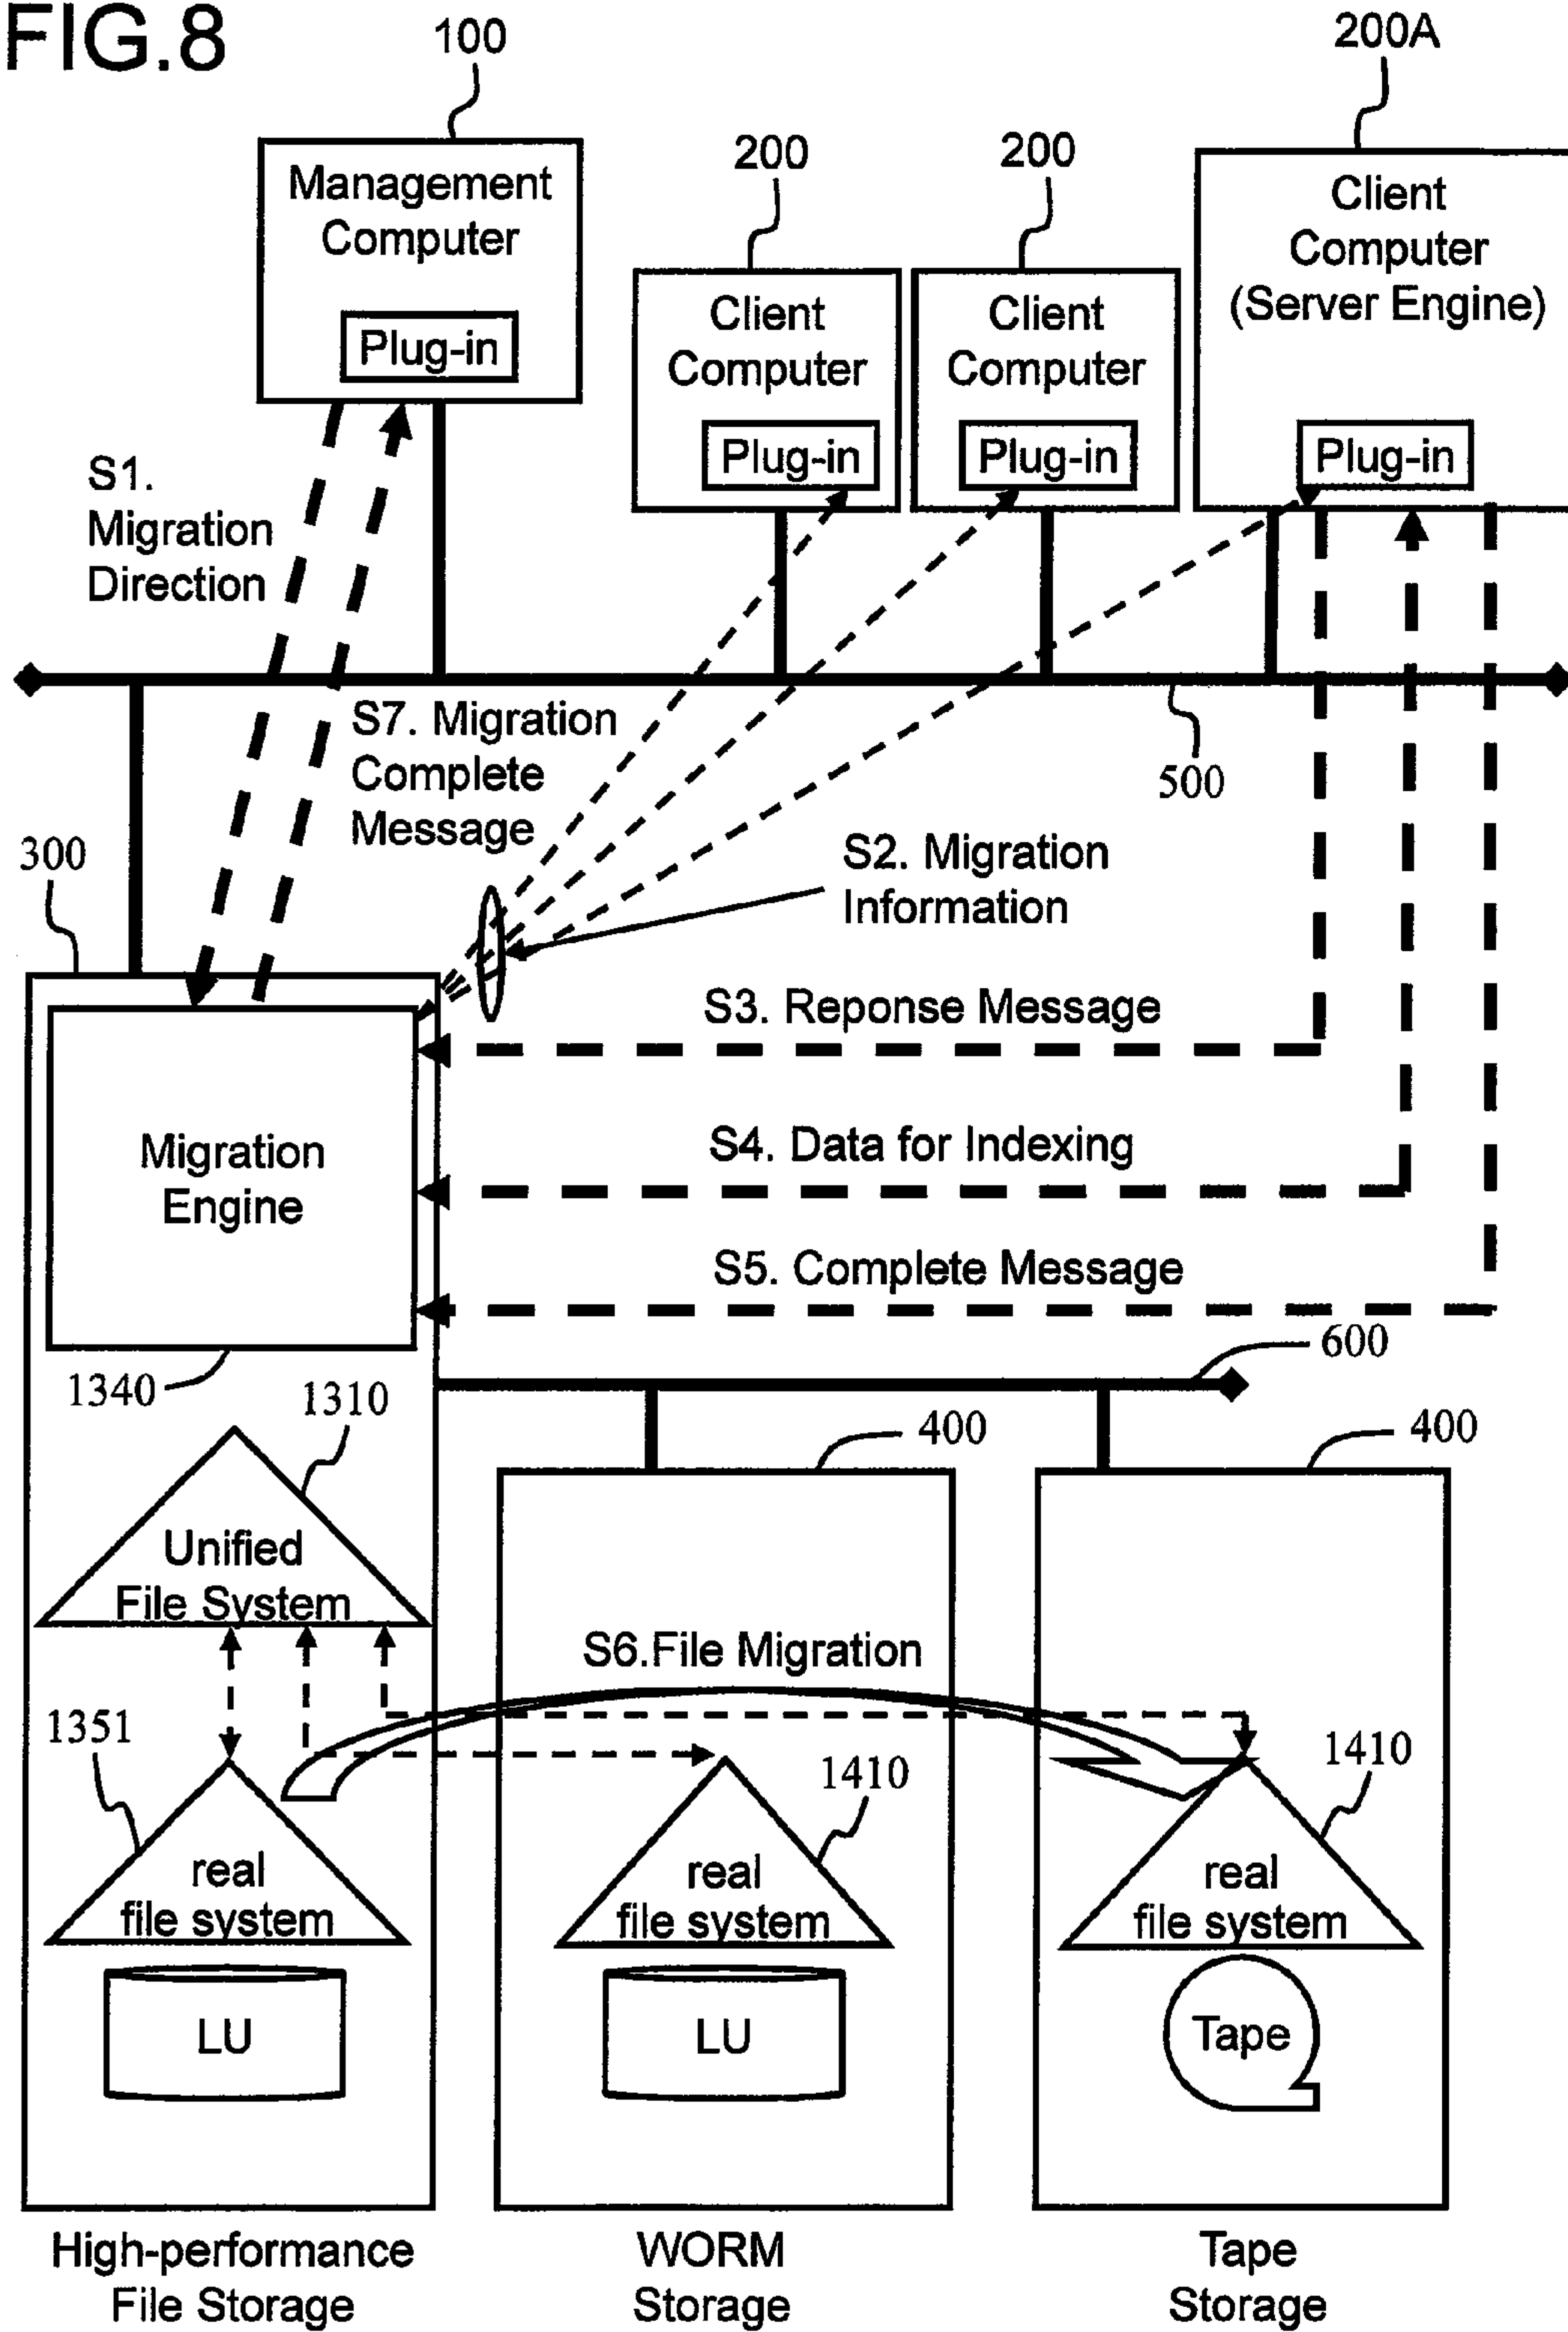 FIG.8
100
200A
200
200
Management
Computer
Plug-in
Client
Computer
Plug-in
Client
Computer
Plug-in
Client
Computer
(Server Engine)
Plug-in
S1.
Migration
Direction
S7. Migration
Complete
Message
500
300
S2. Migration
Information
S3. Reponse Message
Migration
Engine
S4. Data for Indexing
S5. Complete Message
600
1340
1310
400
400
Unified
File System
S6.File Migration
1351
1410
1410
real
file system
real
file system
real
file system
LU
LU
Tape
High-performance
File Storage
WORM
Storage
Tape
Storage